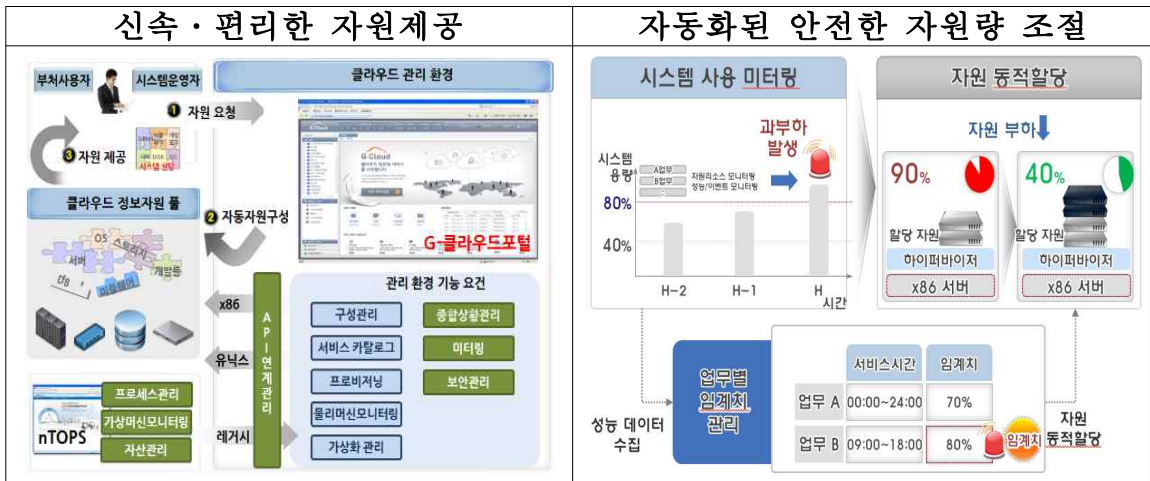 신속·편리한 자원제공
부처사용자
시스템운영자
클라우드 관리 환경
1 자원 요청
3 자원 제공
시스템 할당
G-Cloud
클라우드 정보자원 풀
2 자동자원구성
G-클라우드포털
OS
스토리지
서버
개발툴
DB
미들웨어
x86
유닉스
레거시
API연계관리
관리 환경 기능 요건
구성관리
종합상황관리
서비스 카탈로그
미터링
프로비저닝
보안관리
물리머신모니터링
가상화 관리
nTOPS
프로세스관리
가상머신모니터링
자산관리
자동화된 안전한 자원량 조절
시스템 사용 미터링
자원 동적할당
과부하
발생
자원 부하
시스템
용량
A업무
B업무
자원리소스 모니터링
성능/이벤트 모니터링
80%
40%
H-2
H-1
H
시간
90%
40%
할당 자원
할당 자원
하이퍼바이저
하이퍼바이저
x86 서버
x86 서버
성능 데이터
수집
업무별
임계치
관리
서비스시간
임계치
업무 A
00:00~24:00
70%
업무 B
09:00~18:00
80%
임계치
자원
동적할당